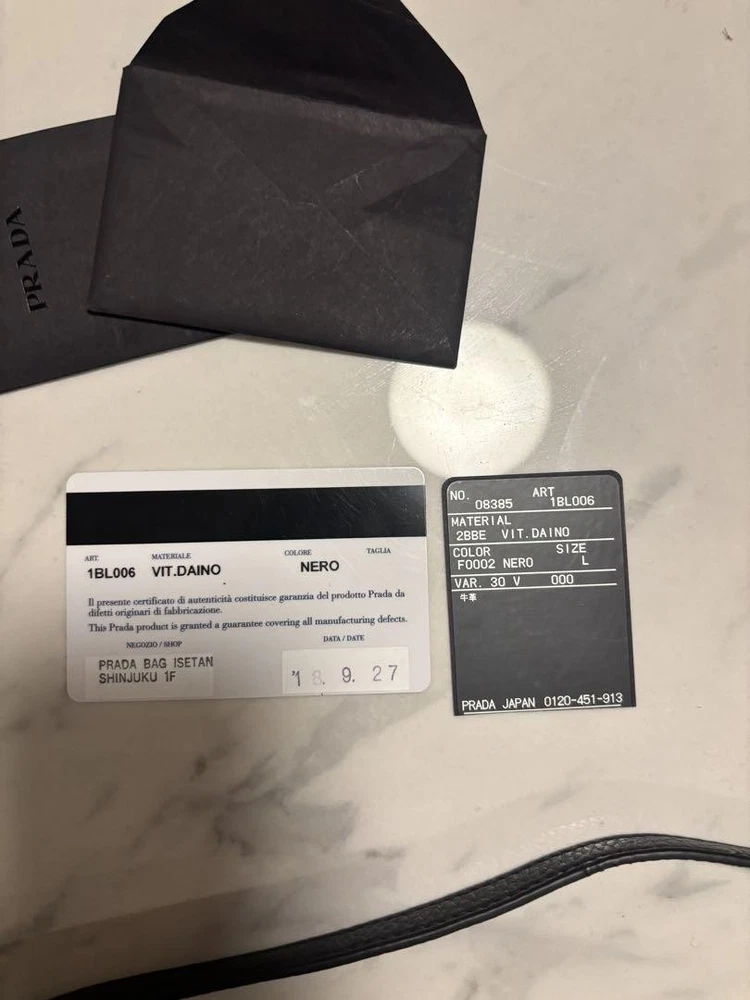 PRADA
ART. MATERIALE COLORE TAGLIA
1BL006 VIT.DAINO NERO
Il presente certificato di autenticità costituisce garanzia del prodotto Prada da
difetti originari di fabbricazione.
This Prada product is granted a guarantee covering all manufacturing defects.
NEGOZIO / SHOP DATA / DATE
PRADA BAG ISETAN
SHINJUKU 1F
'18. 9. 27
NO. 08385 ART 1BL006
MATERIAL
2BBE VIT.DAINO
COLOR SIZE
F0002 NERO L
VAR. 30 V 000
牛革
PRADA JAPAN 0120-451-913